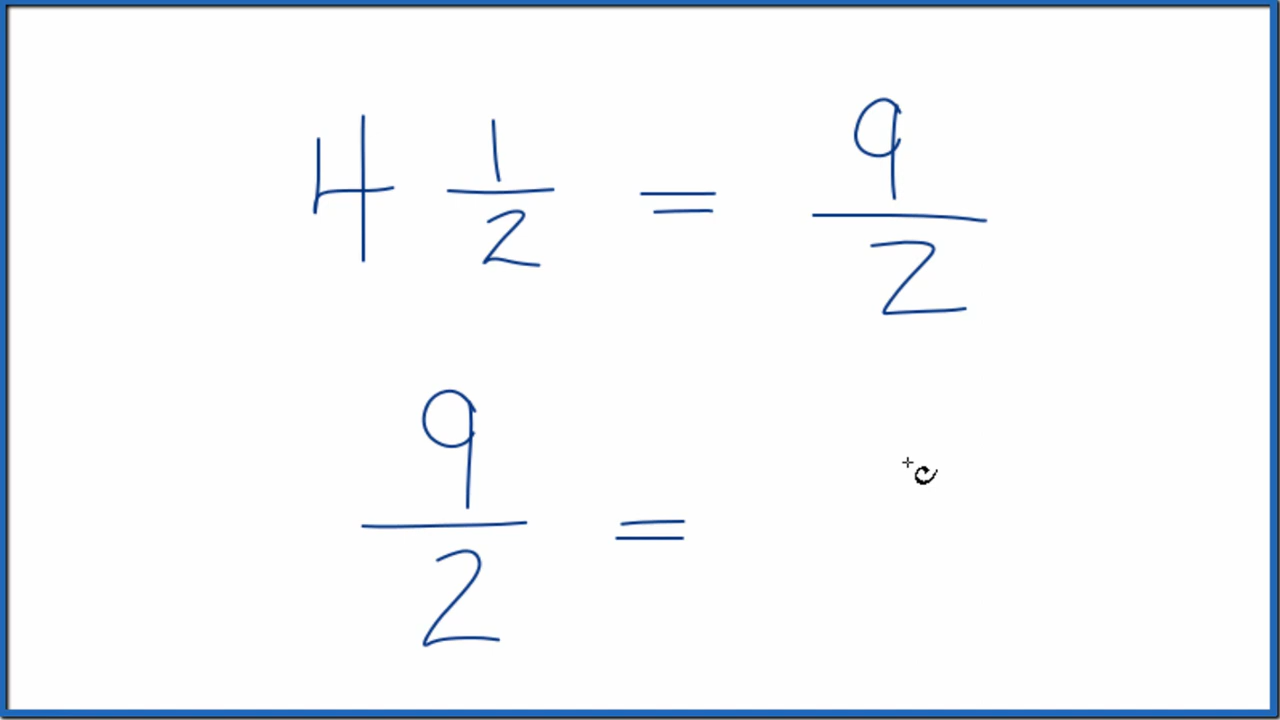 4 1/2 = 9/2
9/2 =